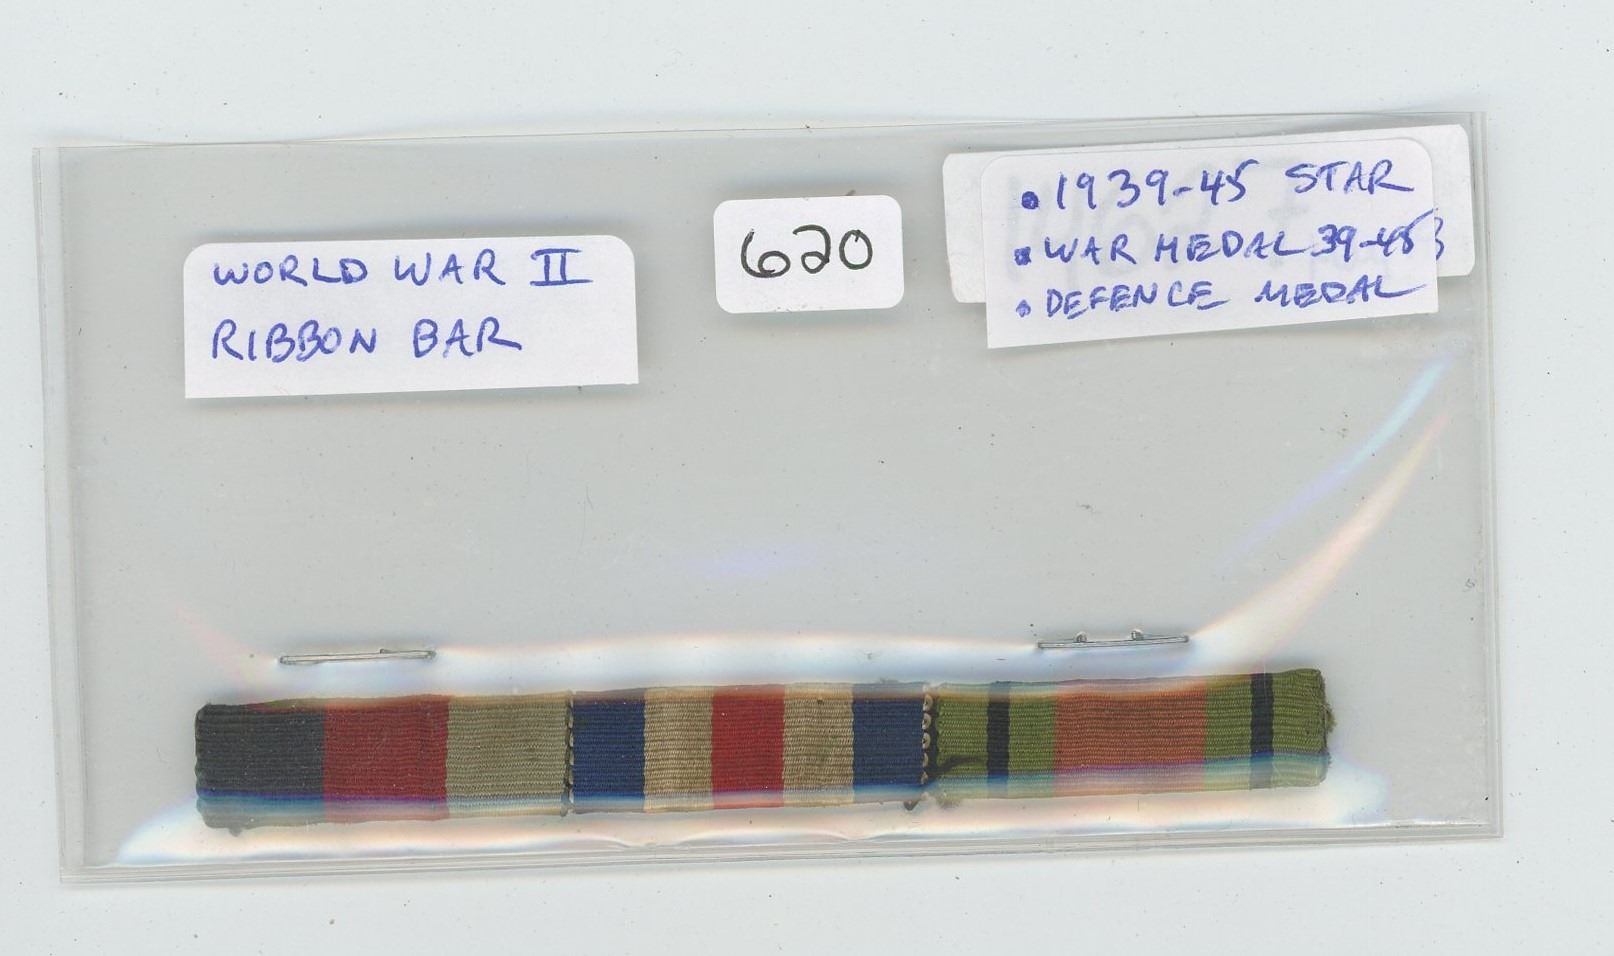 WORLD WAR II
RIBBON BAR
620
• 1939-45 STAR
• WAR MEDAL 39-45
• DEFENCE MEDAL